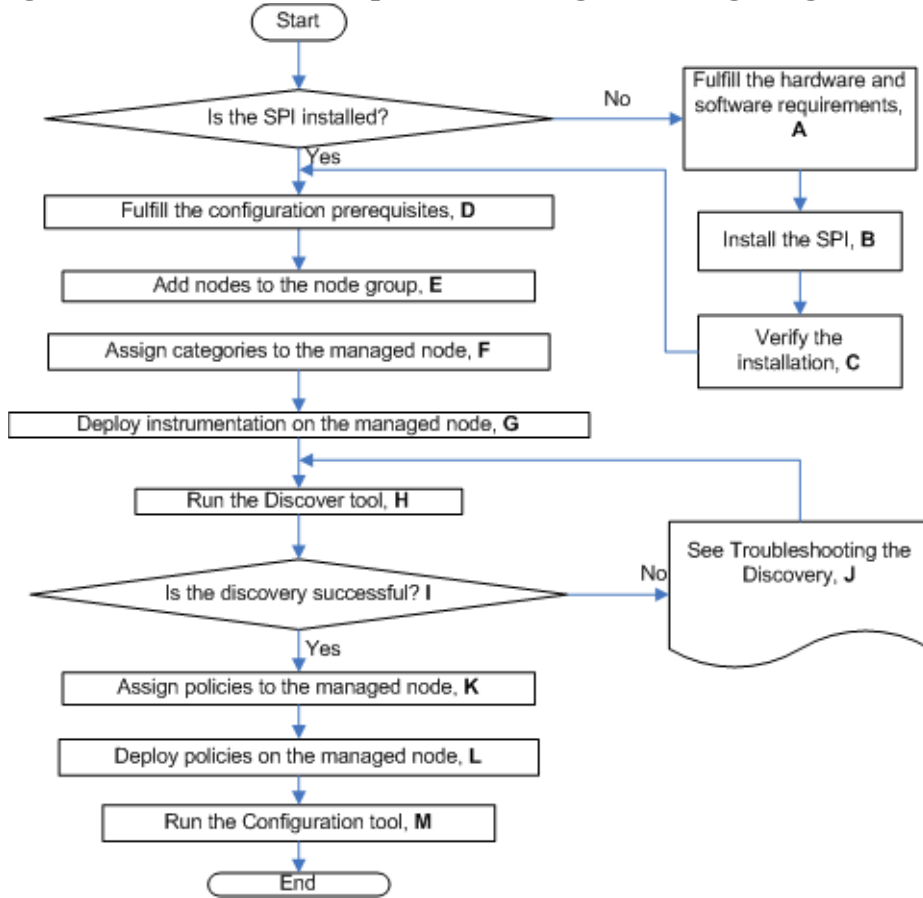 Start
Is the SPI installed?
No
Fulfill the hardware and
software requirements,
A
Yes
Fulfill the configuration prerequisites, D
Install the SPI, B
Add nodes to the node group, E
Verify the
installation, C
Assign categories to the managed node, F
Deploy instrumentation on the managed node, G
Run the Discover tool, H
See Troubleshooting the
Discovery, J
Is the discovery successful? I
No
Yes
Assign policies to the managed node, K
Deploy policies on the managed node, L
Run the Configuration tool, M
End